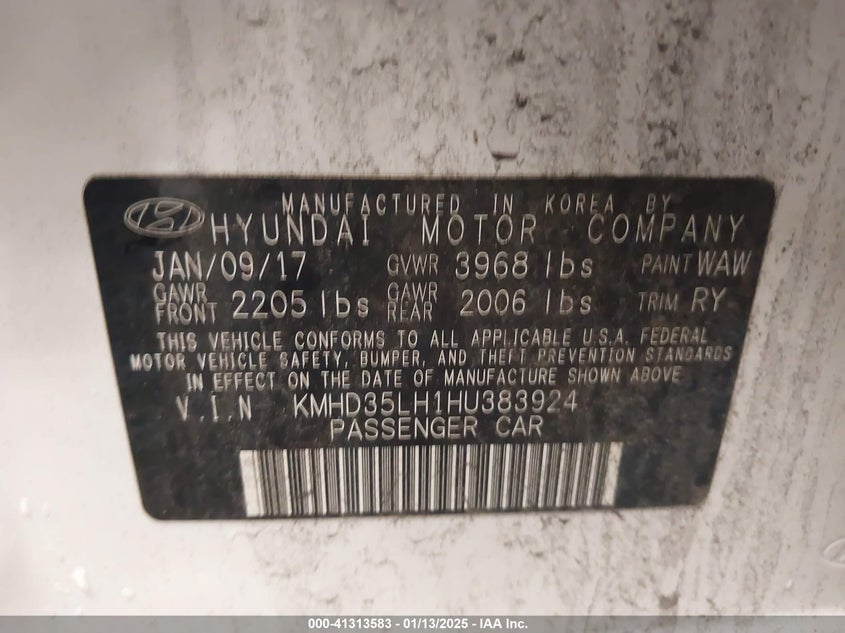 MANUFACTURED IN KOREA BY
HYUNDAI MOTOR COMPANY
JAN/09/17 GVWR 3968 lbs PAINT WAW
GAWR FRONT 2205 lbs GAWR REAR 2006 lbs TRIM RY
THIS VEHICLE CONFORMS TO ALL APPLICABLE U.S.A. FEDERAL
MOTOR VEHICLE SAFETY, BUMPER, AND THEFT PREVENTION STANDARDS
IN EFFECT ON THE DATE OF MANUFACTURE SHOWN ABOVE
V.I.N KMHD35LH1HU383924
PASSENGER CAR
000-41313583 - 01/13/2025 - IAA Inc.